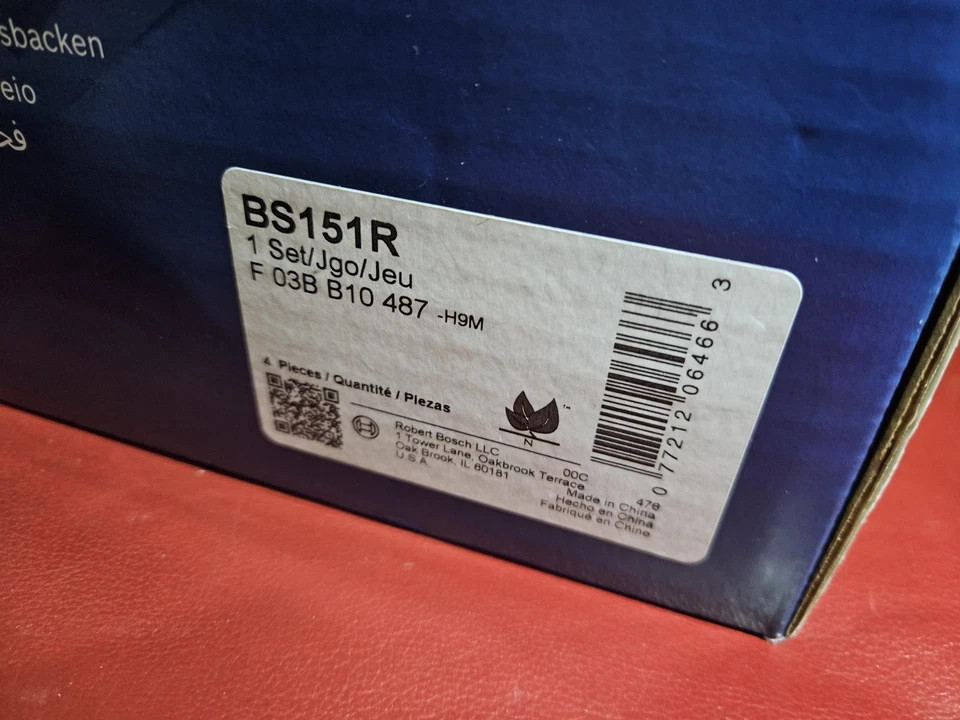 sbacken
eio
فح
BS151R
1 Set/Jgo/Jeu
F 03B B10 487 -H9M
4 Pieces / Quantité / Piezas
N
™
Robert Bosch LLC
1 Tower Lane, Oakbrook Terrace
Oak Brook, IL 60181
U.S.A.
00C
478
Made in China
Hecho en China
Fabriqué en Chine
0 77212 06466 3